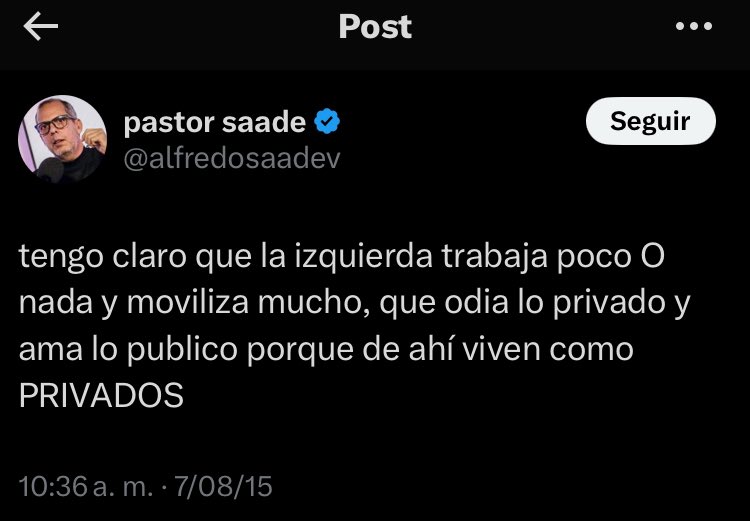 Post
pastor saade
@alfredosaadev
Seguir
tengo claro que la izquierda trabaja poco O
nada y moviliza mucho, que odia lo privado y
ama lo publico porque de ahí viven como
PRIVADOS
10:36 a. m. · 7/08/15